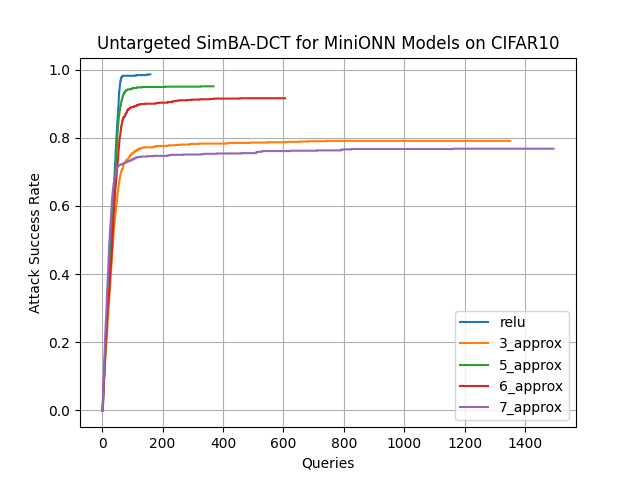 Untargeted SimBA-DCT for MiniONN Models on CIFAR10
1.0
0.8
0.6
0.4
0.2
0.0
Attack Success Rate
relu
3_approx
5_approx
6_approx
7_approx
0 200 400 600 800 1000 1200 1400
Queries